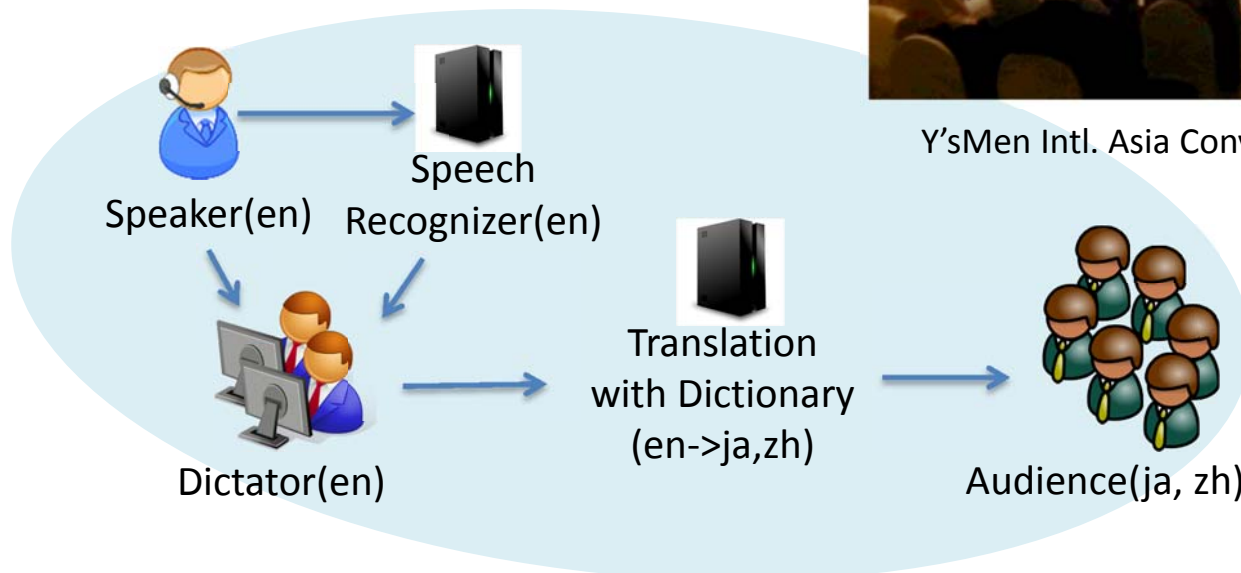 Y'sMen Intl. Asia
Speaker(en)
Speech
Recognizer(en)
Dictator(en)
Translation
with Dictionary
(en->ja,zh)
Audience(ja, zh)